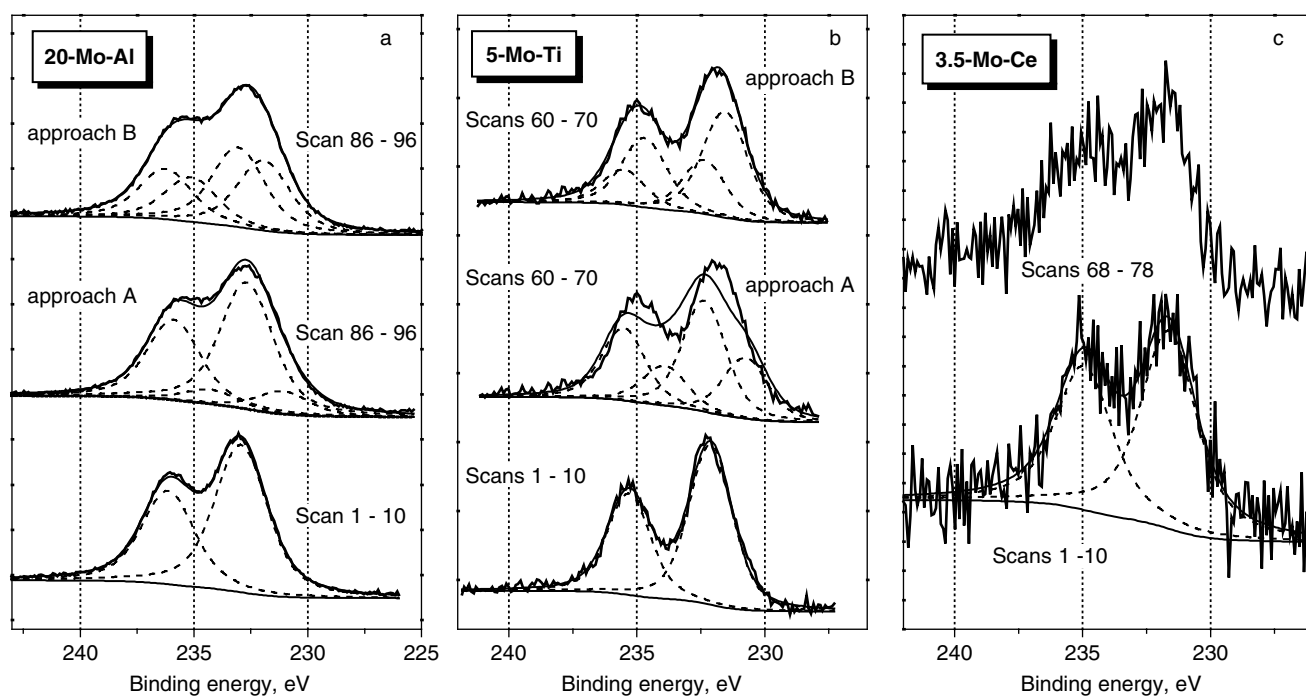 20-Mo-Al
a
approach B
Scan 86 - 96
approach A
Scan 86 - 96
Scan 1 - 10
240
235
230
225
Binding energy, eV
5-Mo-Ti
b
approach B
Scans 60 - 70
Scans 60 - 70
approach A
Scans 1 - 10
240
235
230
Binding energy, eV
3.5-Mo-Ce
c
Scans 68 - 78
Scans 1 -10
240
235
230
Binding energy, eV